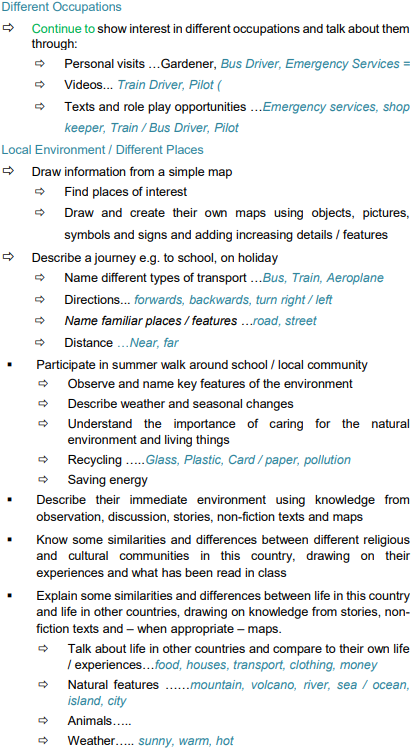 Different Occupations
⇨ Continue to show interest in different occupations and talk about them
through:
⇨ Personal visits …Gardener, Bus Driver, Emergency Services =
⇨ Videos... Train Driver, Pilot (
⇨ Texts and role play opportunities …Emergency services, shop
keeper, Train / Bus Driver, Pilot
Local Environment / Different Places
⇨ Draw information from a simple map
⇨ Find places of interest
⇨ Draw and create their own maps using objects, pictures,
symbols and signs and adding increasing details / features
⇨ Describe a journey e.g. to school, on holiday
⇨ Name different types of transport …Bus, Train, Aeroplane
⇨ Directions... forwards, backwards, turn right / left
⇨ Name familiar places / features …road, street
⇨ Distance …Near, far
▪ Participate in summer walk around school / local community
⇨ Observe and name key features of the environment
⇨ Describe weather and seasonal changes
⇨ Understand the importance of caring for the natural
environment and living things
⇨ Recycling …..Glass, Plastic, Card / paper, pollution
⇨ Saving energy
▪ Describe their immediate environment using knowledge from
observation, discussion, stories, non-fiction texts and maps
▪ Know some similarities and differences between different religious
and cultural communities in this country, drawing on their
experiences and what has been read in class
▪ Explain some similarities and differences between life in this country
and life in other countries, drawing on knowledge from stories, non-
fiction texts and – when appropriate – maps.
⇨ Talk about life in other countries and compare to their own life
/ experiences…food, houses, transport, clothing, money
⇨ Natural features ……mountain, volcano, river, sea / ocean,
island, city
⇨ Animals…..
⇨ Weather….. sunny, warm, hot